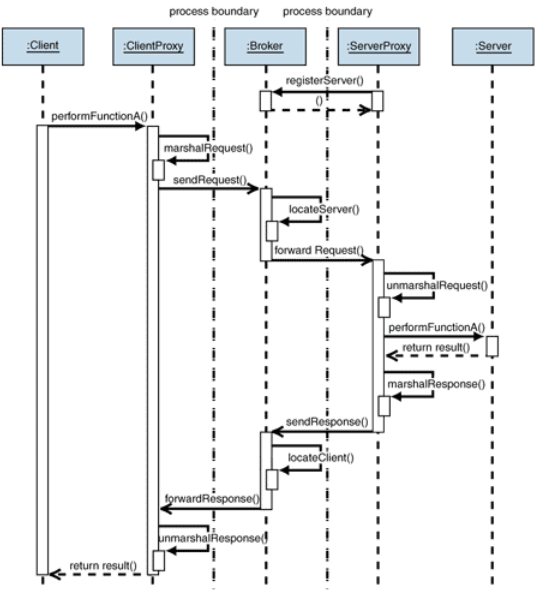 process boundary process boundary
:Client :ClientProxy :Broker :ServerProxy :Server
registerServer()
()
performFunctionA()
marshalRequest()
sendRequest()
locateServer()
forward Request()
unmarshalRequest()
performFunctionA()
return result()
marshalResponse()
sendResponse()
locateClient()
forwardResponse()
unmarshalResponse()
return result()